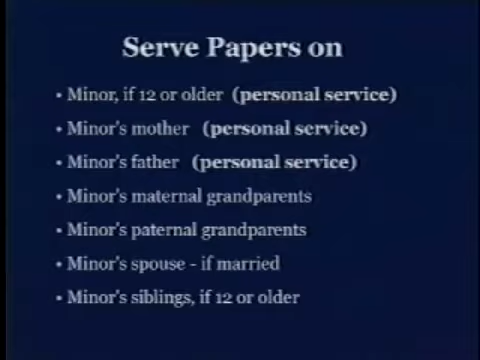 Serve Papers on
• Minor, if 12 or older (personal service)
• Minor's mother (personal service)
• Minor's father (personal service)
• Minor's maternal grandparents
• Minor's paternal grandparents
• Minor's spouse - if married
• Minor's siblings, if 12 or older